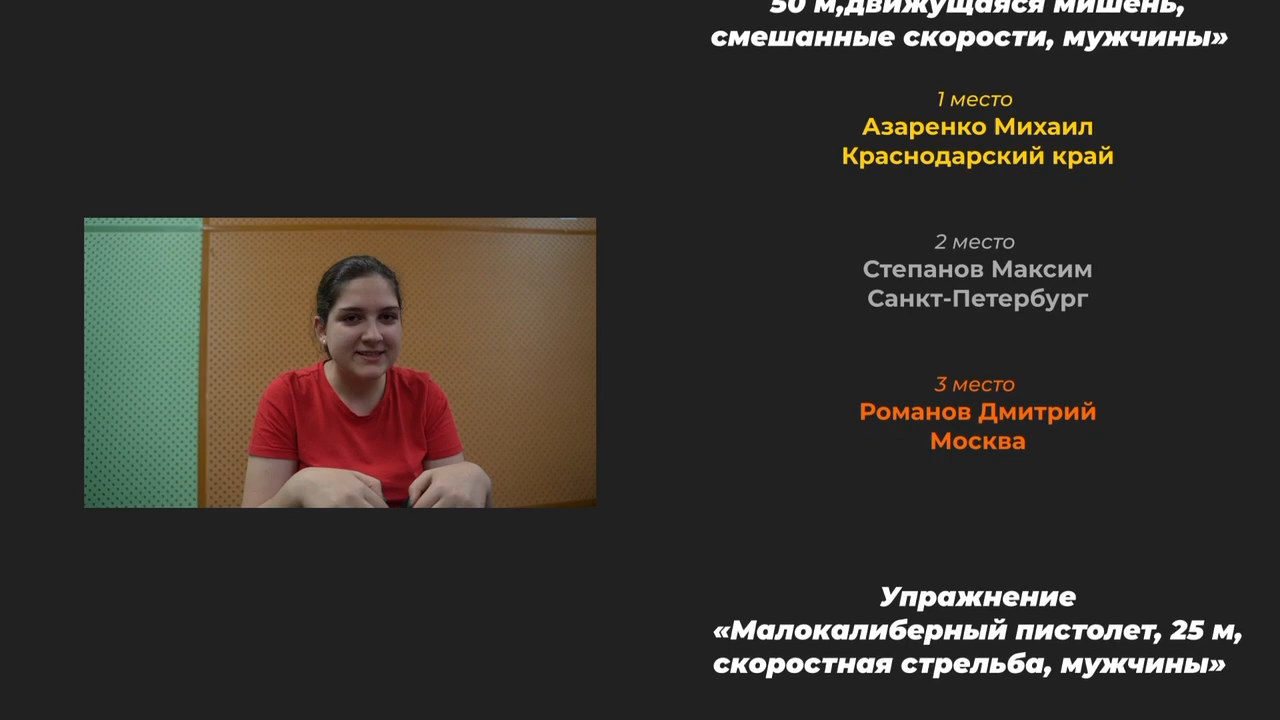 50 м,движущаяся мишень,
смешанные скорости, мужчины»
1 место
Азаренко Михаил
Краснодарский край
2 место
Степанов Максим
Санкт-Петербург
3 место
Романов Дмитрий
Москва
Упражнение
«Малокалиберный пистолет, 25 м,
скоростная стрельба, мужчины»